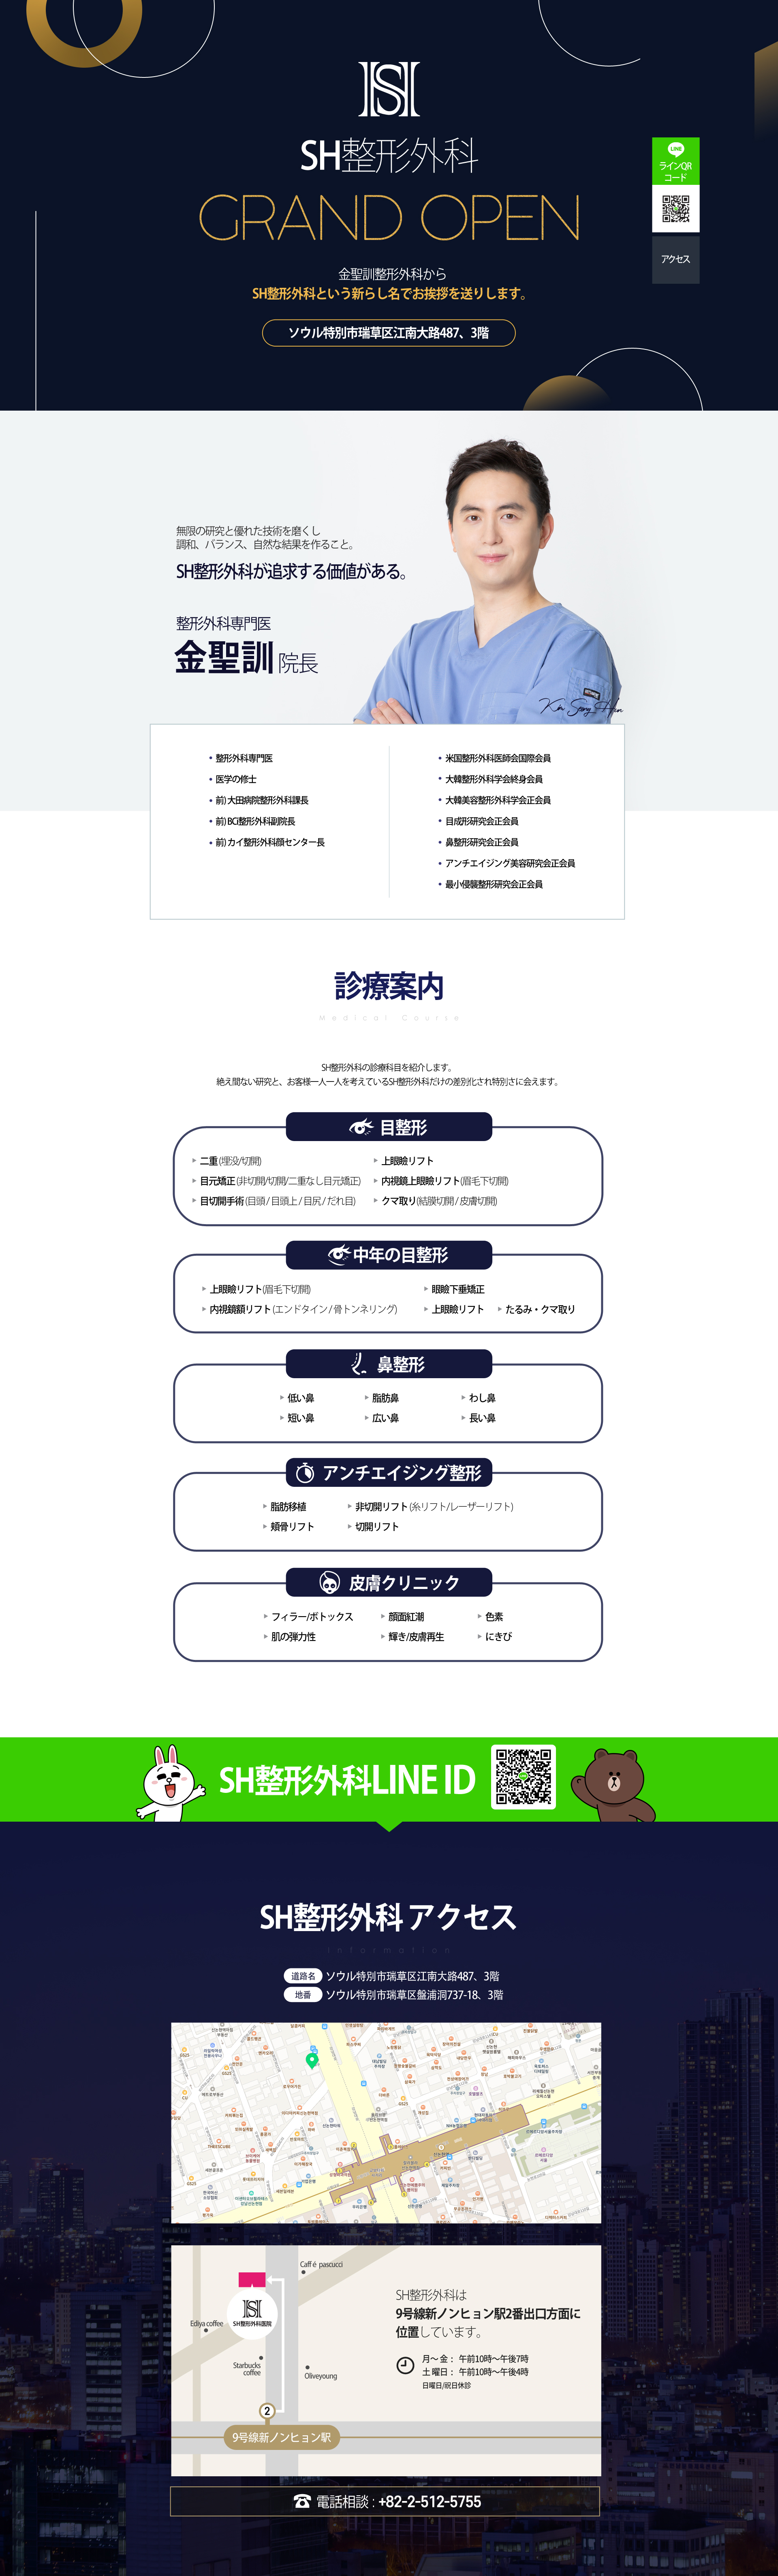 SH整形外科
GRAND OPEN
金聖訓整形外科から
SH整形外科という新らし名でお挨拶を送りします。
ソウル特別市瑞草区江南大路487、3階
LINE
ラインQR
コード
アクセス
無限の研究と優れた技術を磨くし
調和、バランス、自然な結果を作ること。
SH整形外科が追求する価値がある。
整形外科専門医
金聖訓 院長
• 整形外科専門医
• 医学の修士
• 前) 大田病院整形外科課長
• 前) BG整形外科副院長
• 前) カイ整形外科顔センター長
• 米国整形外科医師会国際会員
• 大韓整形外科学会終身会員
• 大韓美容整形外科学会正会員
• 目成形研究会正会員
• 鼻整形研究会正会員
• アンチエイジング美容研究会正会員
• 最小侵襲整形研究会正会員
診療案内
Medical Course
SH整形外科の診療科目を紹介します。
絶え間ない研究と、お客様一人一人を考えているSH整形外科だけの差別化され特別さに会えます。
目整形
二重 (埋没/切開)
上眼瞼リフト
目元矯正 (非切開/切開/二重なし目元矯正)
内視鏡上眼瞼リフト(眉毛下切開)
目切開手術 (目頭 / 目頭上 / 目尻 / だれ目)
クマ取り(結膜切開 / 皮膚切開)
中年の目整形
上眼瞼リフト(眉毛下切開)
眼瞼下垂矯正
内視鏡額リフト (エンドタイン / 骨トンネリング)
上眼瞼リフト
たるみ・クマ取り
鼻整形
低い鼻
脂肪鼻
わし鼻
短い鼻
広い鼻
長い鼻
アンチエイジング整形
脂肪移植
非切開リフト (糸リフト/レーザーリフト)
頬骨リフト
切開リフト
皮膚クリニック
フィラー/ボトックス
顔面紅潮
色素
肌の弾力性
輝き/皮膚再生
にきび
SH整形外科LINE ID
SH整形外科 アクセス
information
道路名 ソウル特別市瑞草区江南大路487、3階
地番 ソウル特別市瑞草区盤浦洞737-18、3階
Caffé pascucci
SH整形外科医院
Ediya coffee
Starbucks
coffee
Oliveyoung
2
9号線新ノンヒョン駅
SH整形外科は
9号線新ノンヒョン駅2番出口方面に
位置しています。
月〜 金： 午前10時〜午後7時
土 曜日： 午前10時〜午後4時
日曜日/祝日休診
電話相談 : +82-2-512-5755